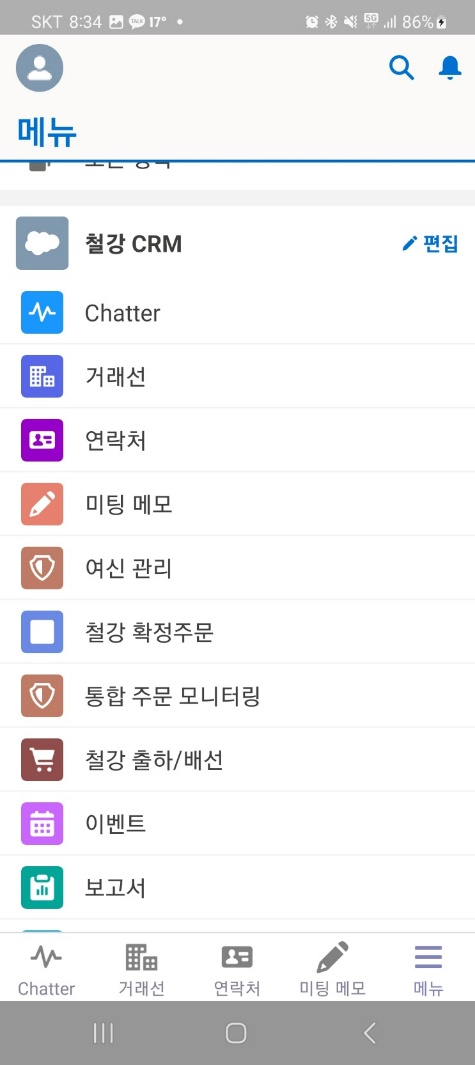 SKT 8:34 TALK 17° 5G 86%
메뉴
철강 CRM 편집
Chatter
거래선
연락처
미팅 메모
여신 관리
철강 확정주문
통합 주문 모니터링
철강 출하/배선
이벤트
보고서
Chatter 거래선 연락처 미팅 메모 메뉴